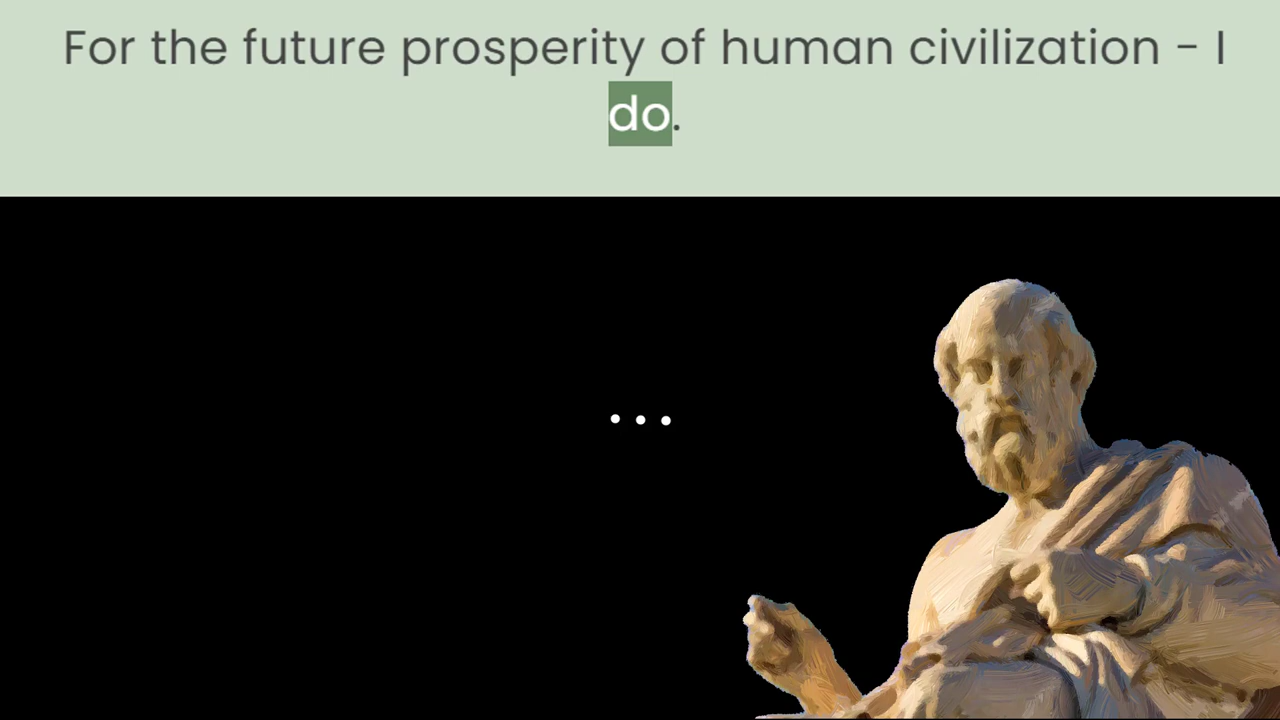 For the future prosperity of human civilization - I
do.
...